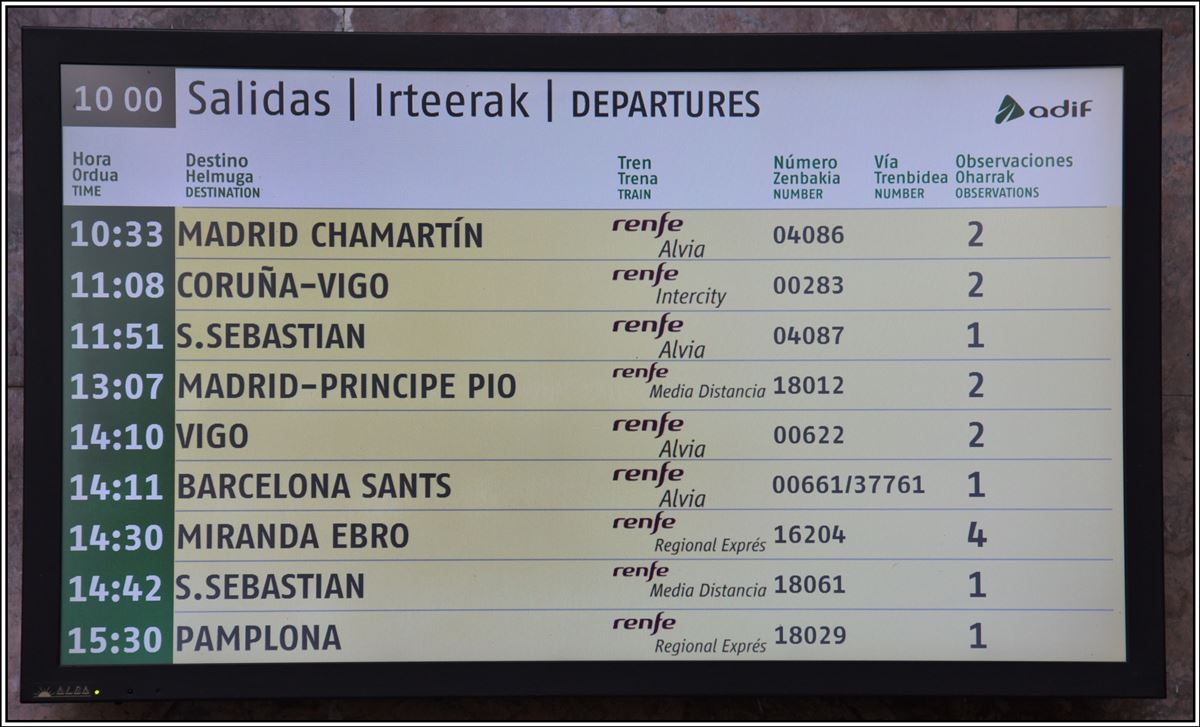 10 00 Salidas | Irteerak | DEPARTURES adif
Hora Destino Tren Número Vía Observaciones
Ordua Helmuga Trena Zenbakia Trenbidea Oharrak
TIME DESTINATION TRAIN NUMBER NUMBER OBSERVATIONS
10:33 MADRID CHAMARTÍN renfe Alvia 04086 2
11:08 CORUÑA-VIGO renfe Intercity 00283 2
11:51 S.SEBASTIAN renfe Alvia 04087 1
13:07 MADRID-PRINCIPE PIO renfe Media Distancia 18012 2
14:10 VIGO renfe Alvia 00622 2
14:11 BARCELONA SANTS renfe Alvia 00661/37761 1
14:30 MIRANDA EBRO renfe Regional Exprés 16204 4
14:42 S.SEBASTIAN renfe Media Distancia 18061 1
15:30 PAMPLONA renfe Regional Exprés 18029 1